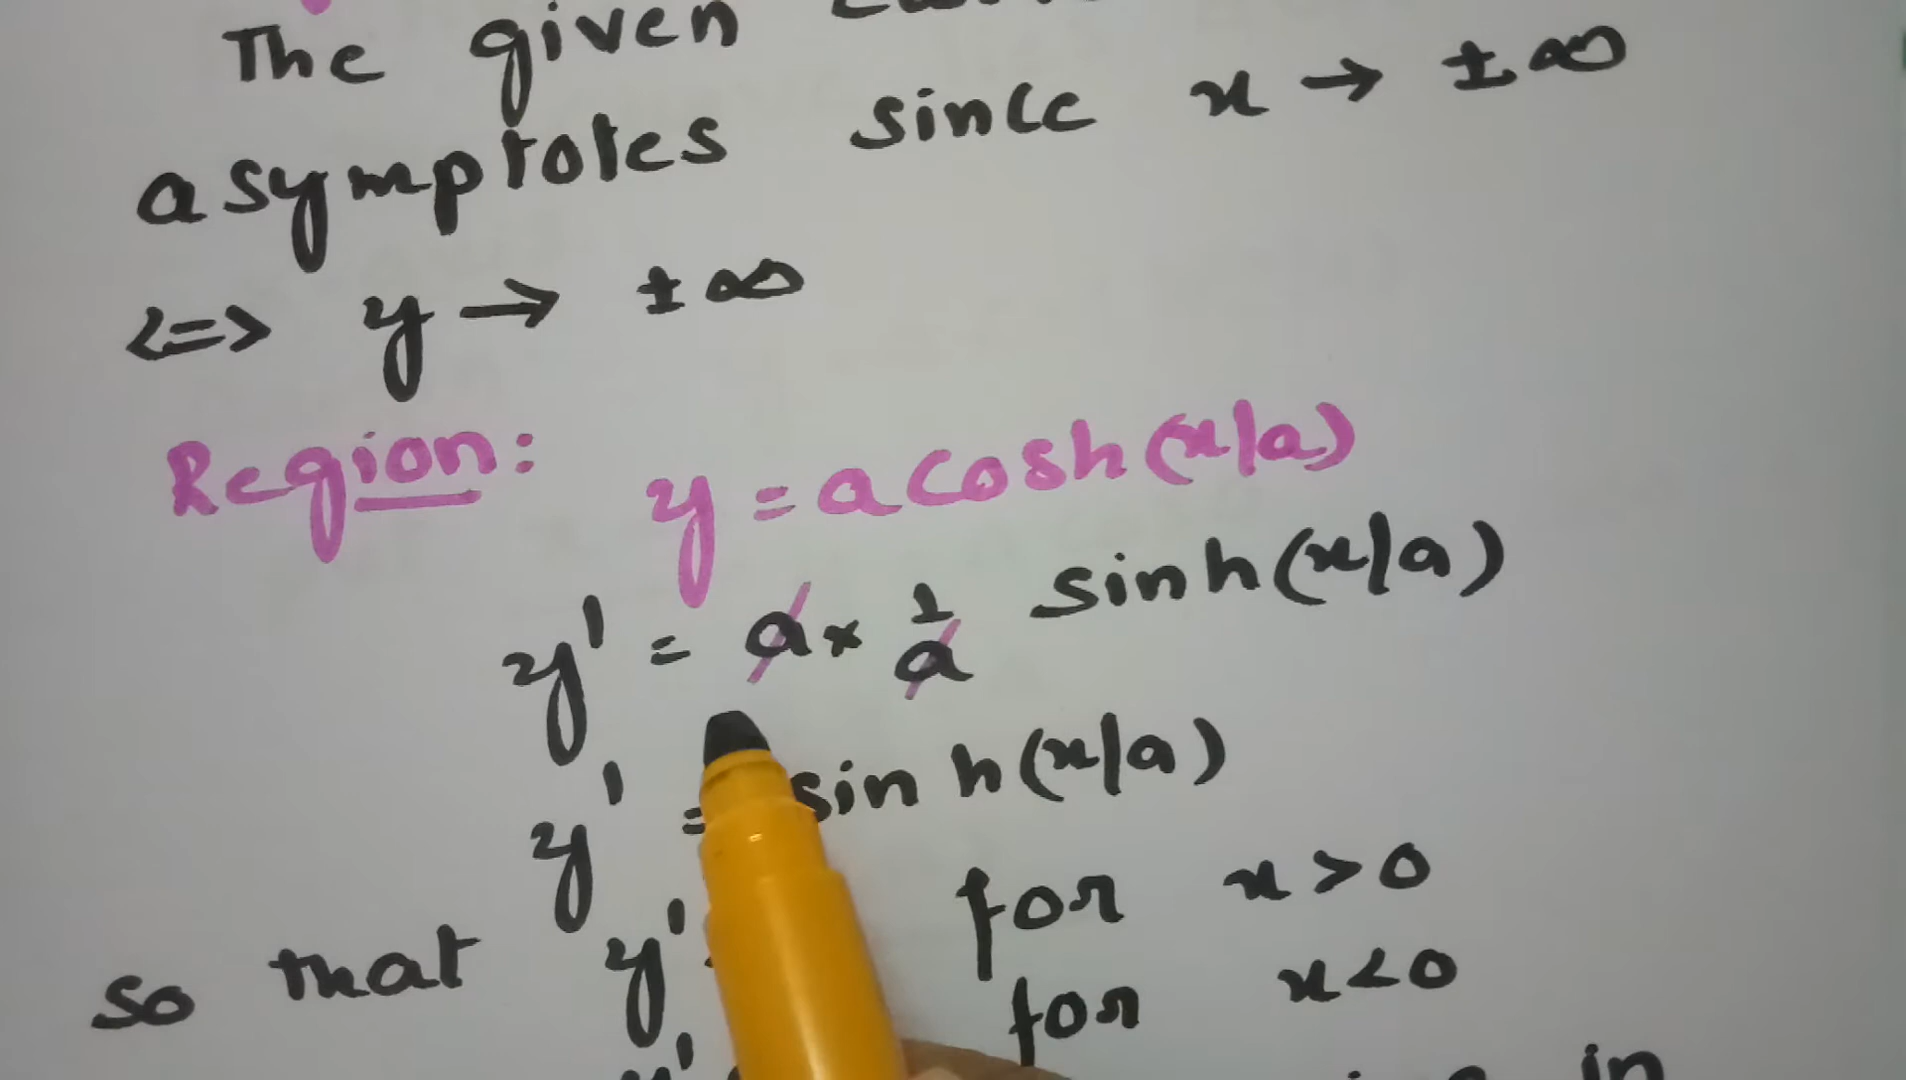 The given
asymptotes since x → ±∞
<=> y → ±∞
Region: y = a cosh(x/a)
y' = a × 1/a sinh(x/a)
y' = sinh(x/a)
so that y' for x > 0
y' for x < 0
in